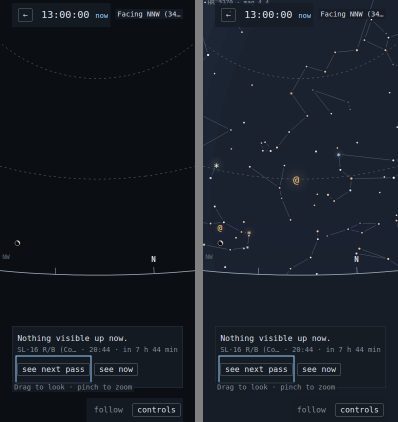 ← 13:00:00 now Facing NNW (34…
NW
N
Nothing visible up now.
SL-16 R/B (Co… · 20:44 · in 7 h 44 min
see next pass see now
Drag to look · pinch to zoom
follow controls
← 13:00:00 now Facing NNW (34…
@
@
NW
N
Nothing visible up now.
SL-16 R/B (Co… · 20:44 · in 7 h 44 min
see next pass see now
Drag to look · pinch to zoom
follow controls